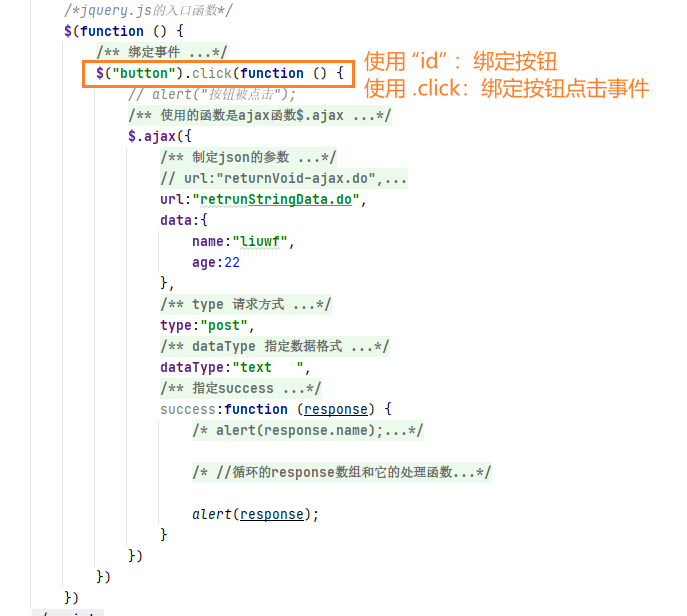 /*jquery.js的入口函数*/
$(function () {
/** 绑定事件 ...*/
$("button").click(function () {
使用 “id“ ：绑定按钮
使用 .click：绑定按钮点击事件
// alert("按钮被点击");
/** 使用的函数是ajax函数$.ajax ...*/
$.ajax({
/** 制定json的参数 ...*/
// url:"returnVoid-ajax.do",...
url:"retrunStringData.do",
data:{
name:"liuwf",
age:22
},
/** type 请求方式 ...*/
type:"post",
/** dataType 指定数据格式 ...*/
dataType:"text   ",
/** 指定success ...*/
success:function (response) {
/* alert(response.name);...*/
/* //循环的response数组和它的处理函数...*/
alert(response);
}
})
})
})